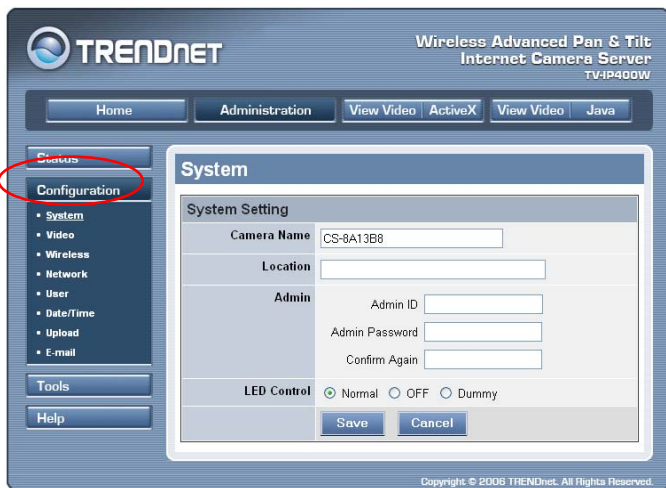 TRENDNET
Wireless Advanced Pan & Tilt
Internet Camera Server
TV-IP400W
Home Administration View Video ActiveX View Video Java
Status
Configuration
• System
• Video
• Wireless
• Network
• User
• Date/Time
• Upload
• E-mail
Tools
Help
System
System Setting
Camera Name CS-8A13B8
Location
Admin
Admin ID
Admin Password
Confirm Again
LED Control Normal OFF Dummy
Save Cancel
Copyright © 2006 TRENDnet. All Rights Reserved.